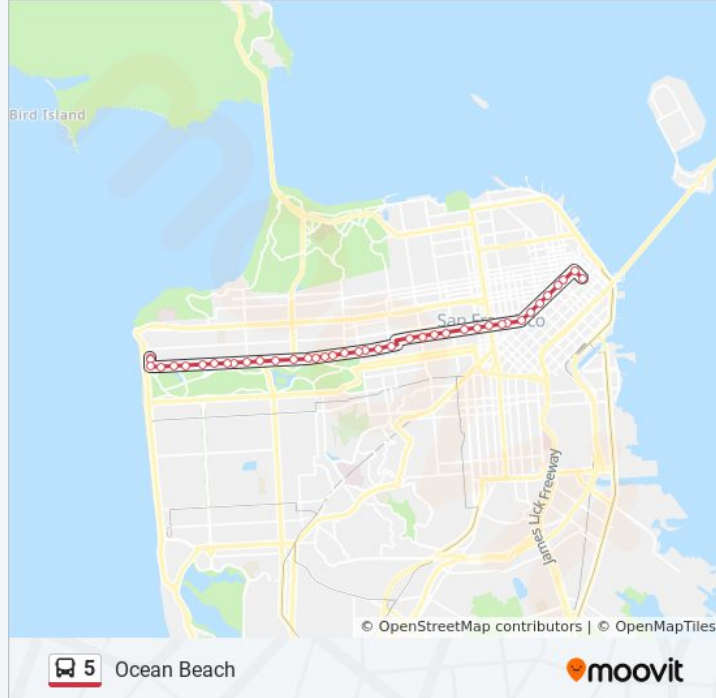 Bird Island
San Francisco
James Lick Freeway
© OpenStreetMap contributors | © OpenMapTiles
5 Ocean Beach
moovit